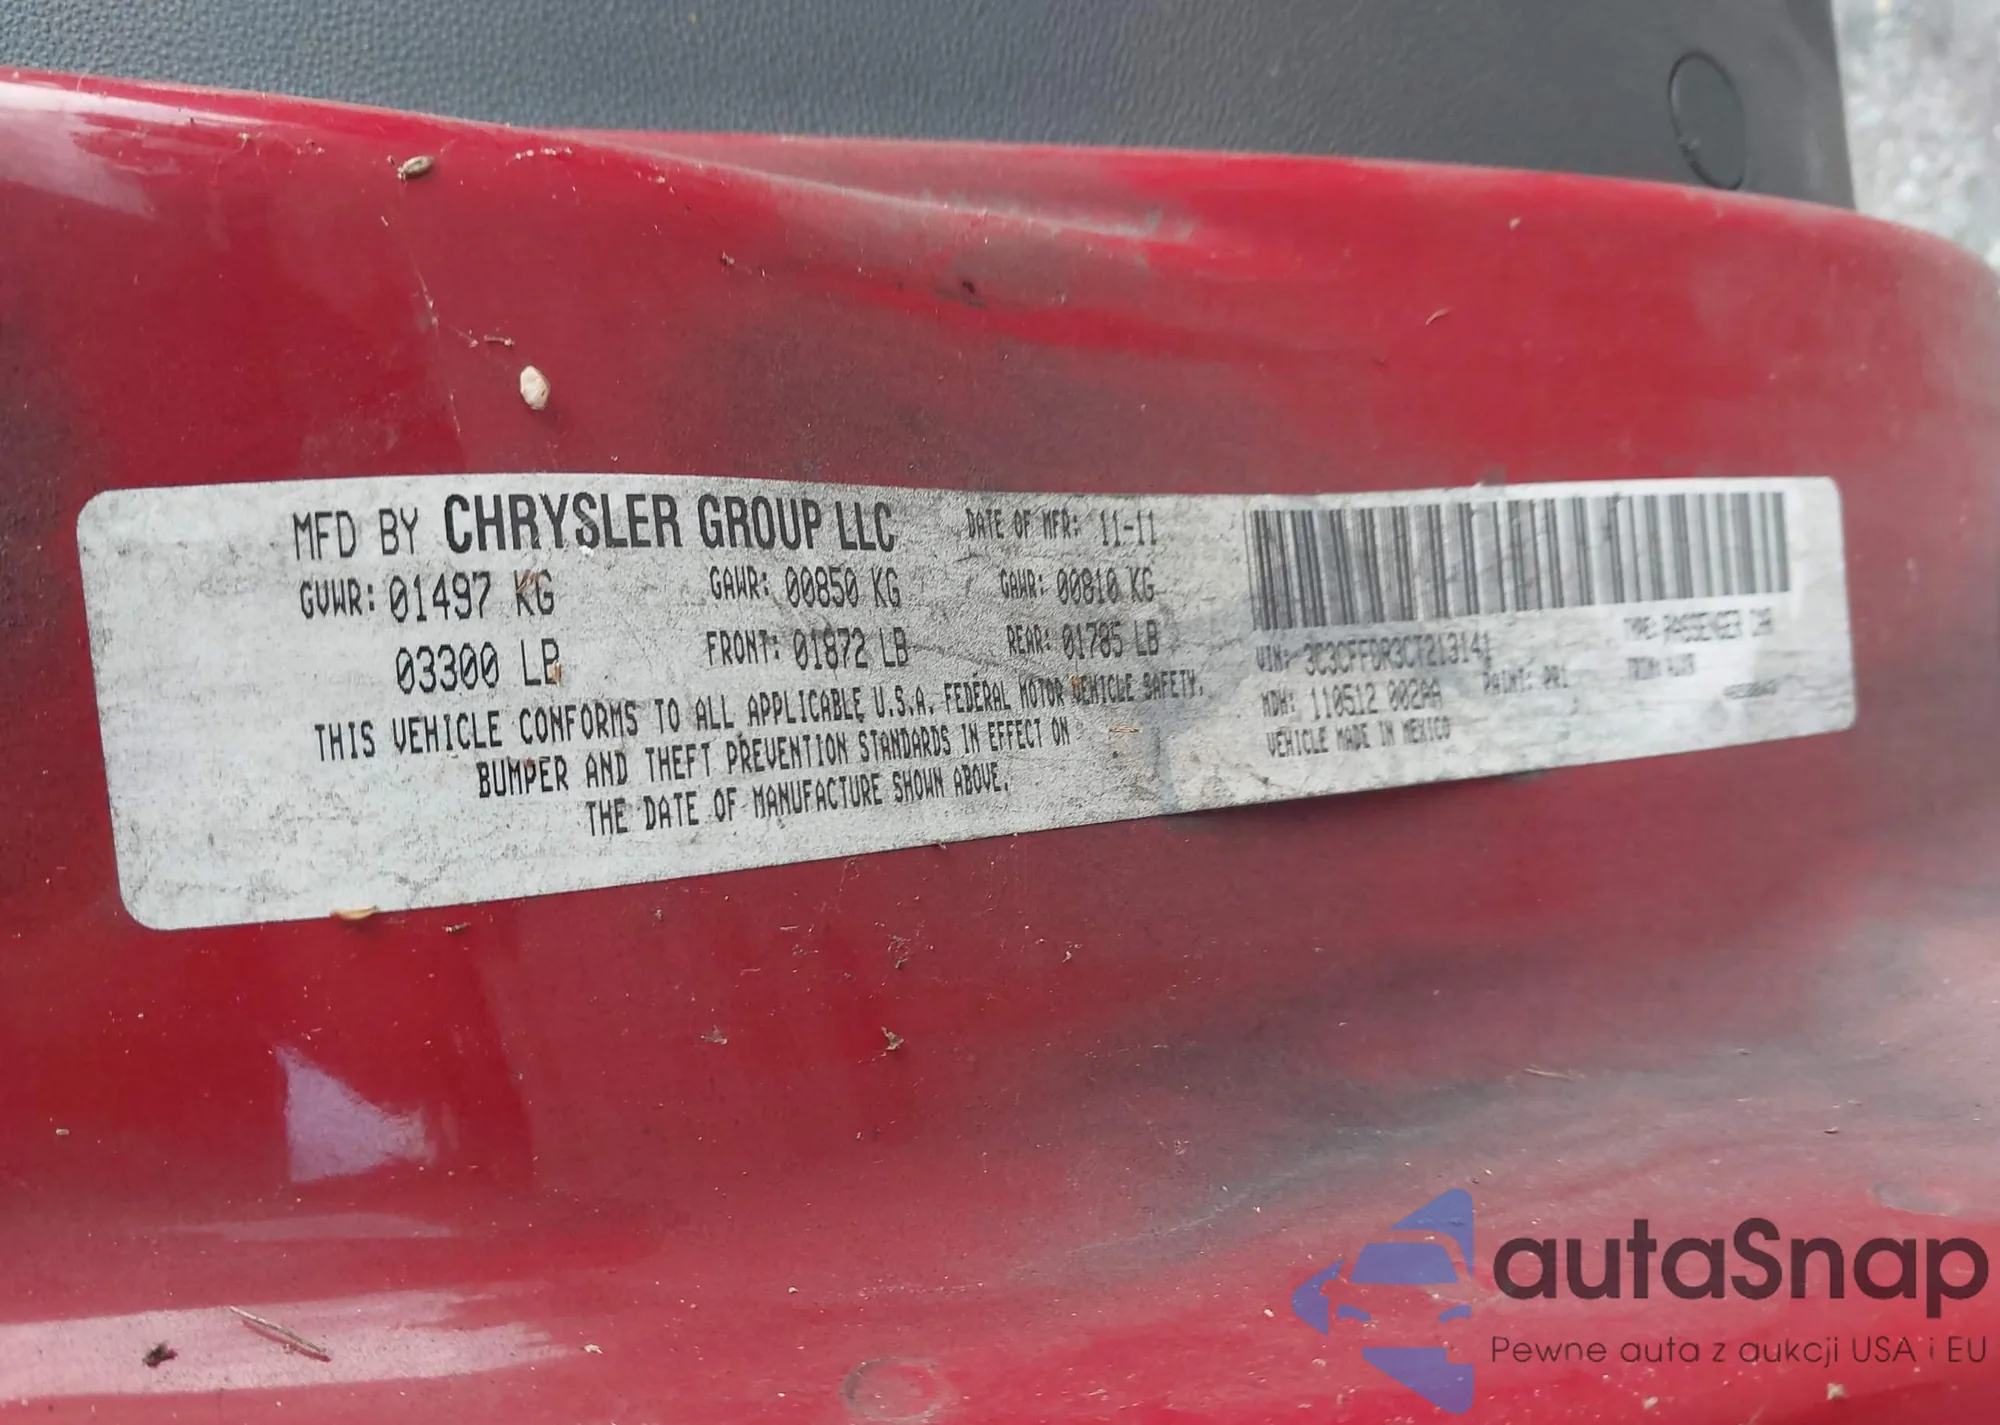 MFD BY CHRYSLER GROUP LLC DATE OF MFR: 11-11
GVWR: 01497 KG GAWR: 00850 KG GAWR: 00810 KG
03300 LB FRONT: 01872 LB REAR: 01785 LB
THIS VEHICLE CONFORMS TO ALL APPLICABLE U.S.A. FEDERAL MOTOR VEHICLE SAFETY,
BUMPER AND THEFT PREVENTION STANDARDS IN EFFECT ON
THE DATE OF MANUFACTURE SHOWN ABOVE.
VIN: 3C3CFFDR3CT213141 TYPE: PASSENGER CAR
MDH: 110512 002AA PAINT: PR1 TRIM:
VEHICLE MADE IN MEXICO
autaSnap
Pewne auta z aukcji USA i EU